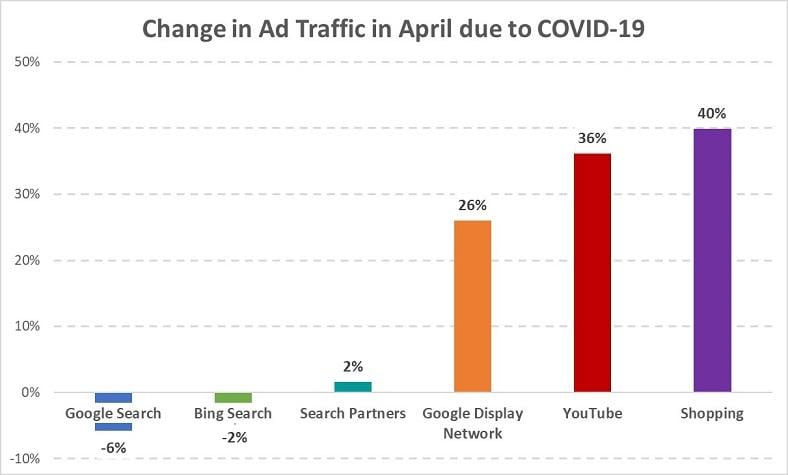 Change in Ad Traffic in April due to COVID-19
50%
40%
30%
20%
10%
0%
-10%
-6%
-2%
2%
26%
36%
40%
Google Search
Bing Search
Search Partners
Google Display
Network
YouTube
Shopping